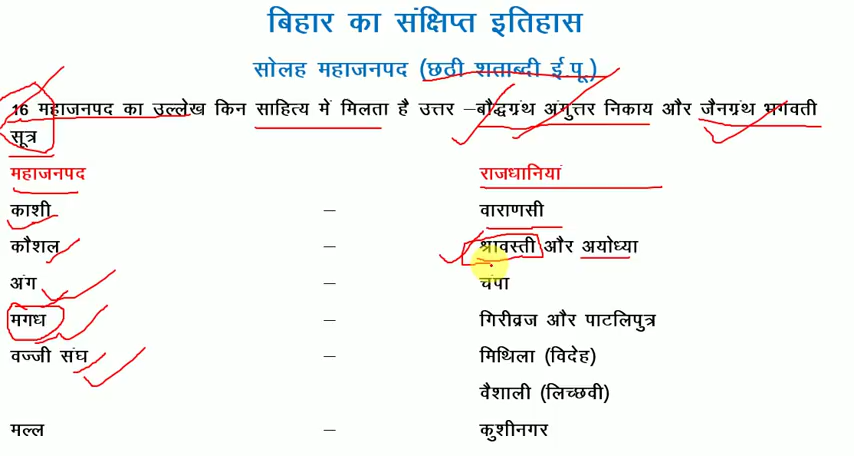 बिहार का संक्षिप्त इतिहास
सोलह महाजनपद (छठी शताब्दी ई.पू.)
16 महाजनपद का उल्लेख किन साहित्य में मिलता है उत्तर –बौद्धग्रंथ अंगुत्तर निकाय और जैनग्रंथ भगवती
सूत्र
महाजनपद राजधानियां
काशी – वाराणसी
कौशल – श्रावस्ती और अयोध्या
अंग – चंपा
मगध – गिरीव्रज और पाटलिपुत्र
वज्जी संघ – मिथिला (विदेह)
वैशाली (लिच्छवी)
मल्ल – कुशीनगर